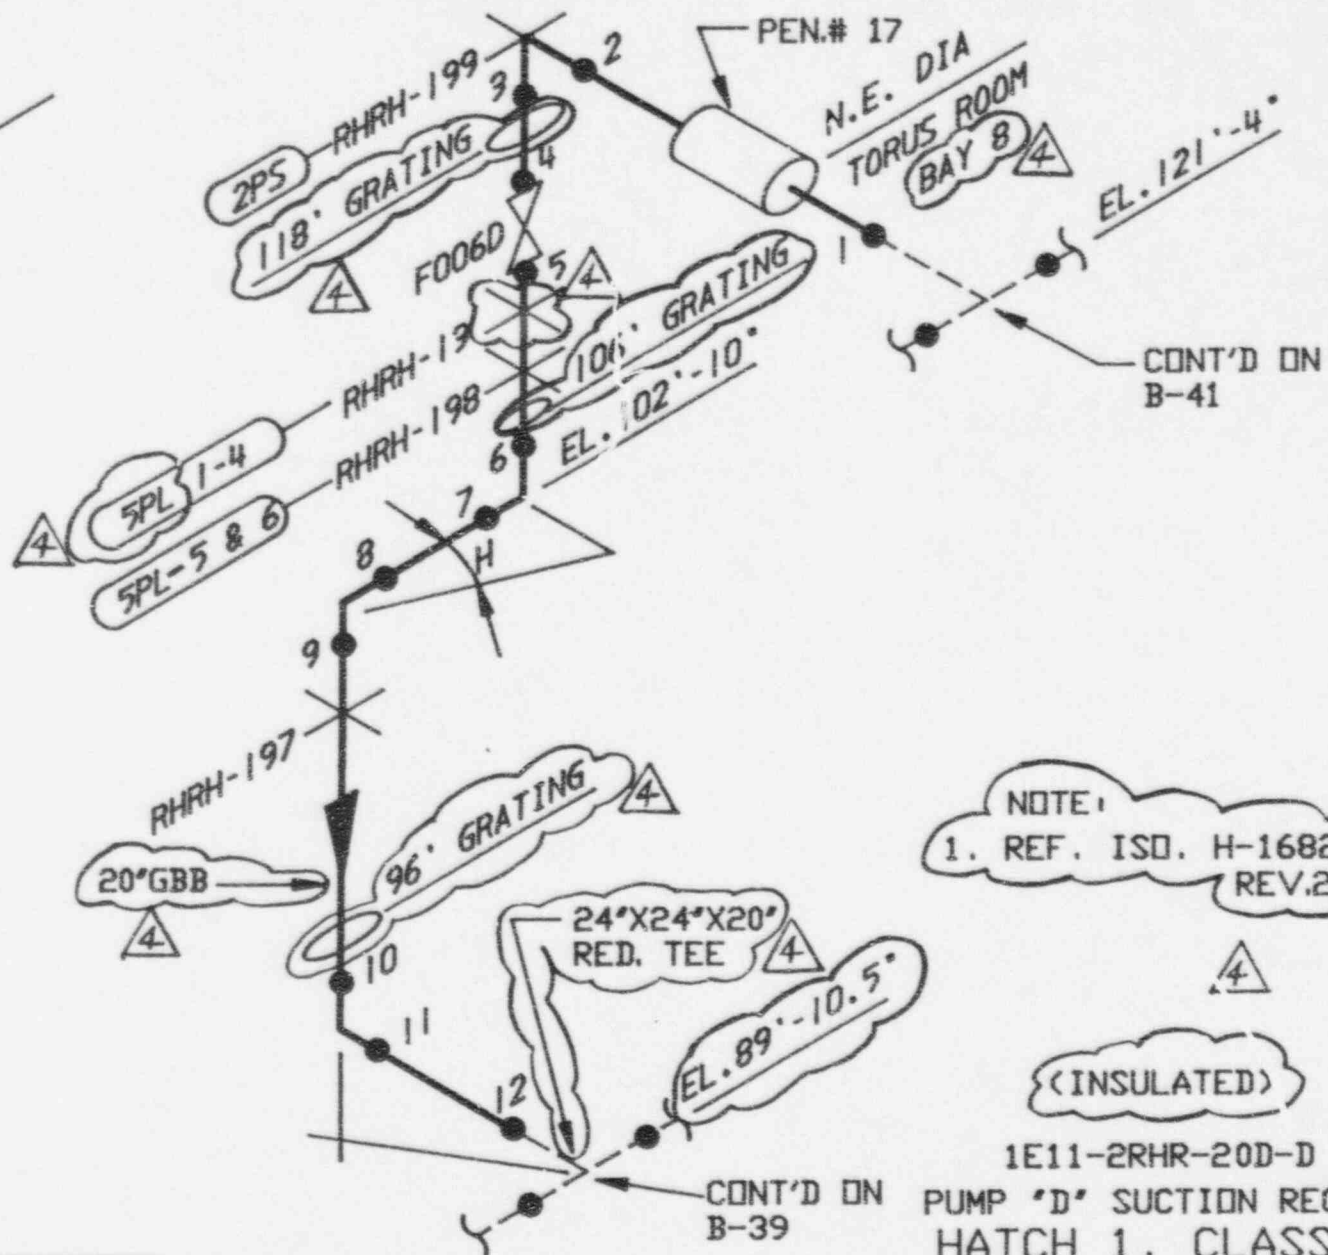 PEN.# 17
N.E. DIA
TORUS ROOM
BAY 8
4
EL. 121'-4"
2
3
RHRH-199
2PS
118' GRATING
4
4
F006D
5
4
1
CONT'D ON
B-41
GRATING
EL. 102'-10"
RHRH-13
RHRH-198
5PL 1-4
5PL-5 & 6
4
6
7
8
H
9
RHRH-197
20"GBB
4
96' GRATING
4
10
11
12
24"X24"X20"
RED. TEE
4
EL. 89'-10.5"
CONT'D ON
B-39
NOTE:
1. REF. ISO. H-1682
REV.2
4
(INSULATED)
1E11-2RHR-20D-D
PUMP "D" SUCTION
HATCH 1, CLASS